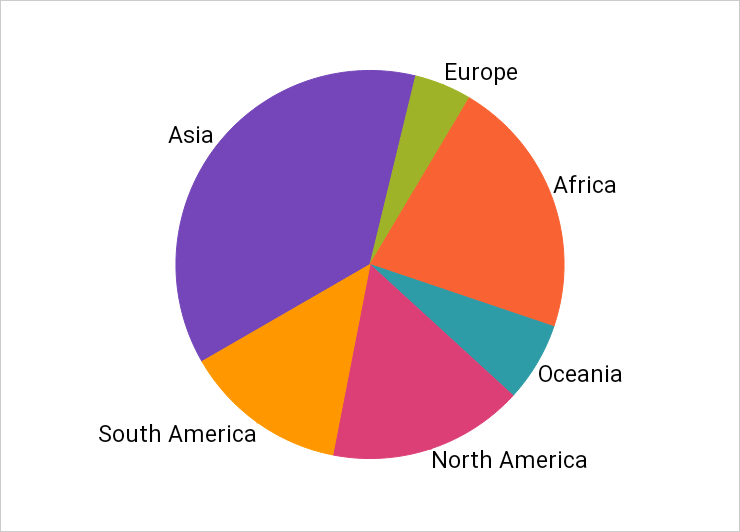 Europe
Asia
Africa
Oceania
South America
North America